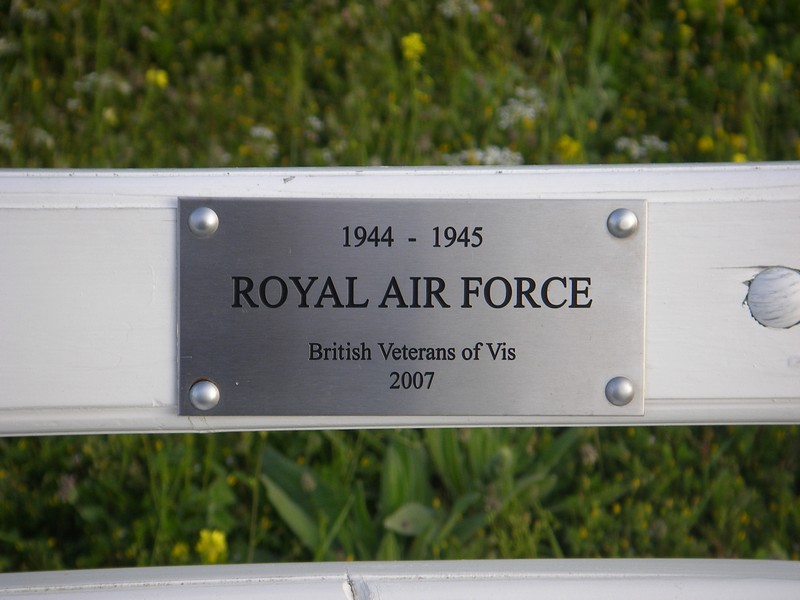 1944 - 1945
ROYAL AIR FORCE
British Veterans of Vis
2007